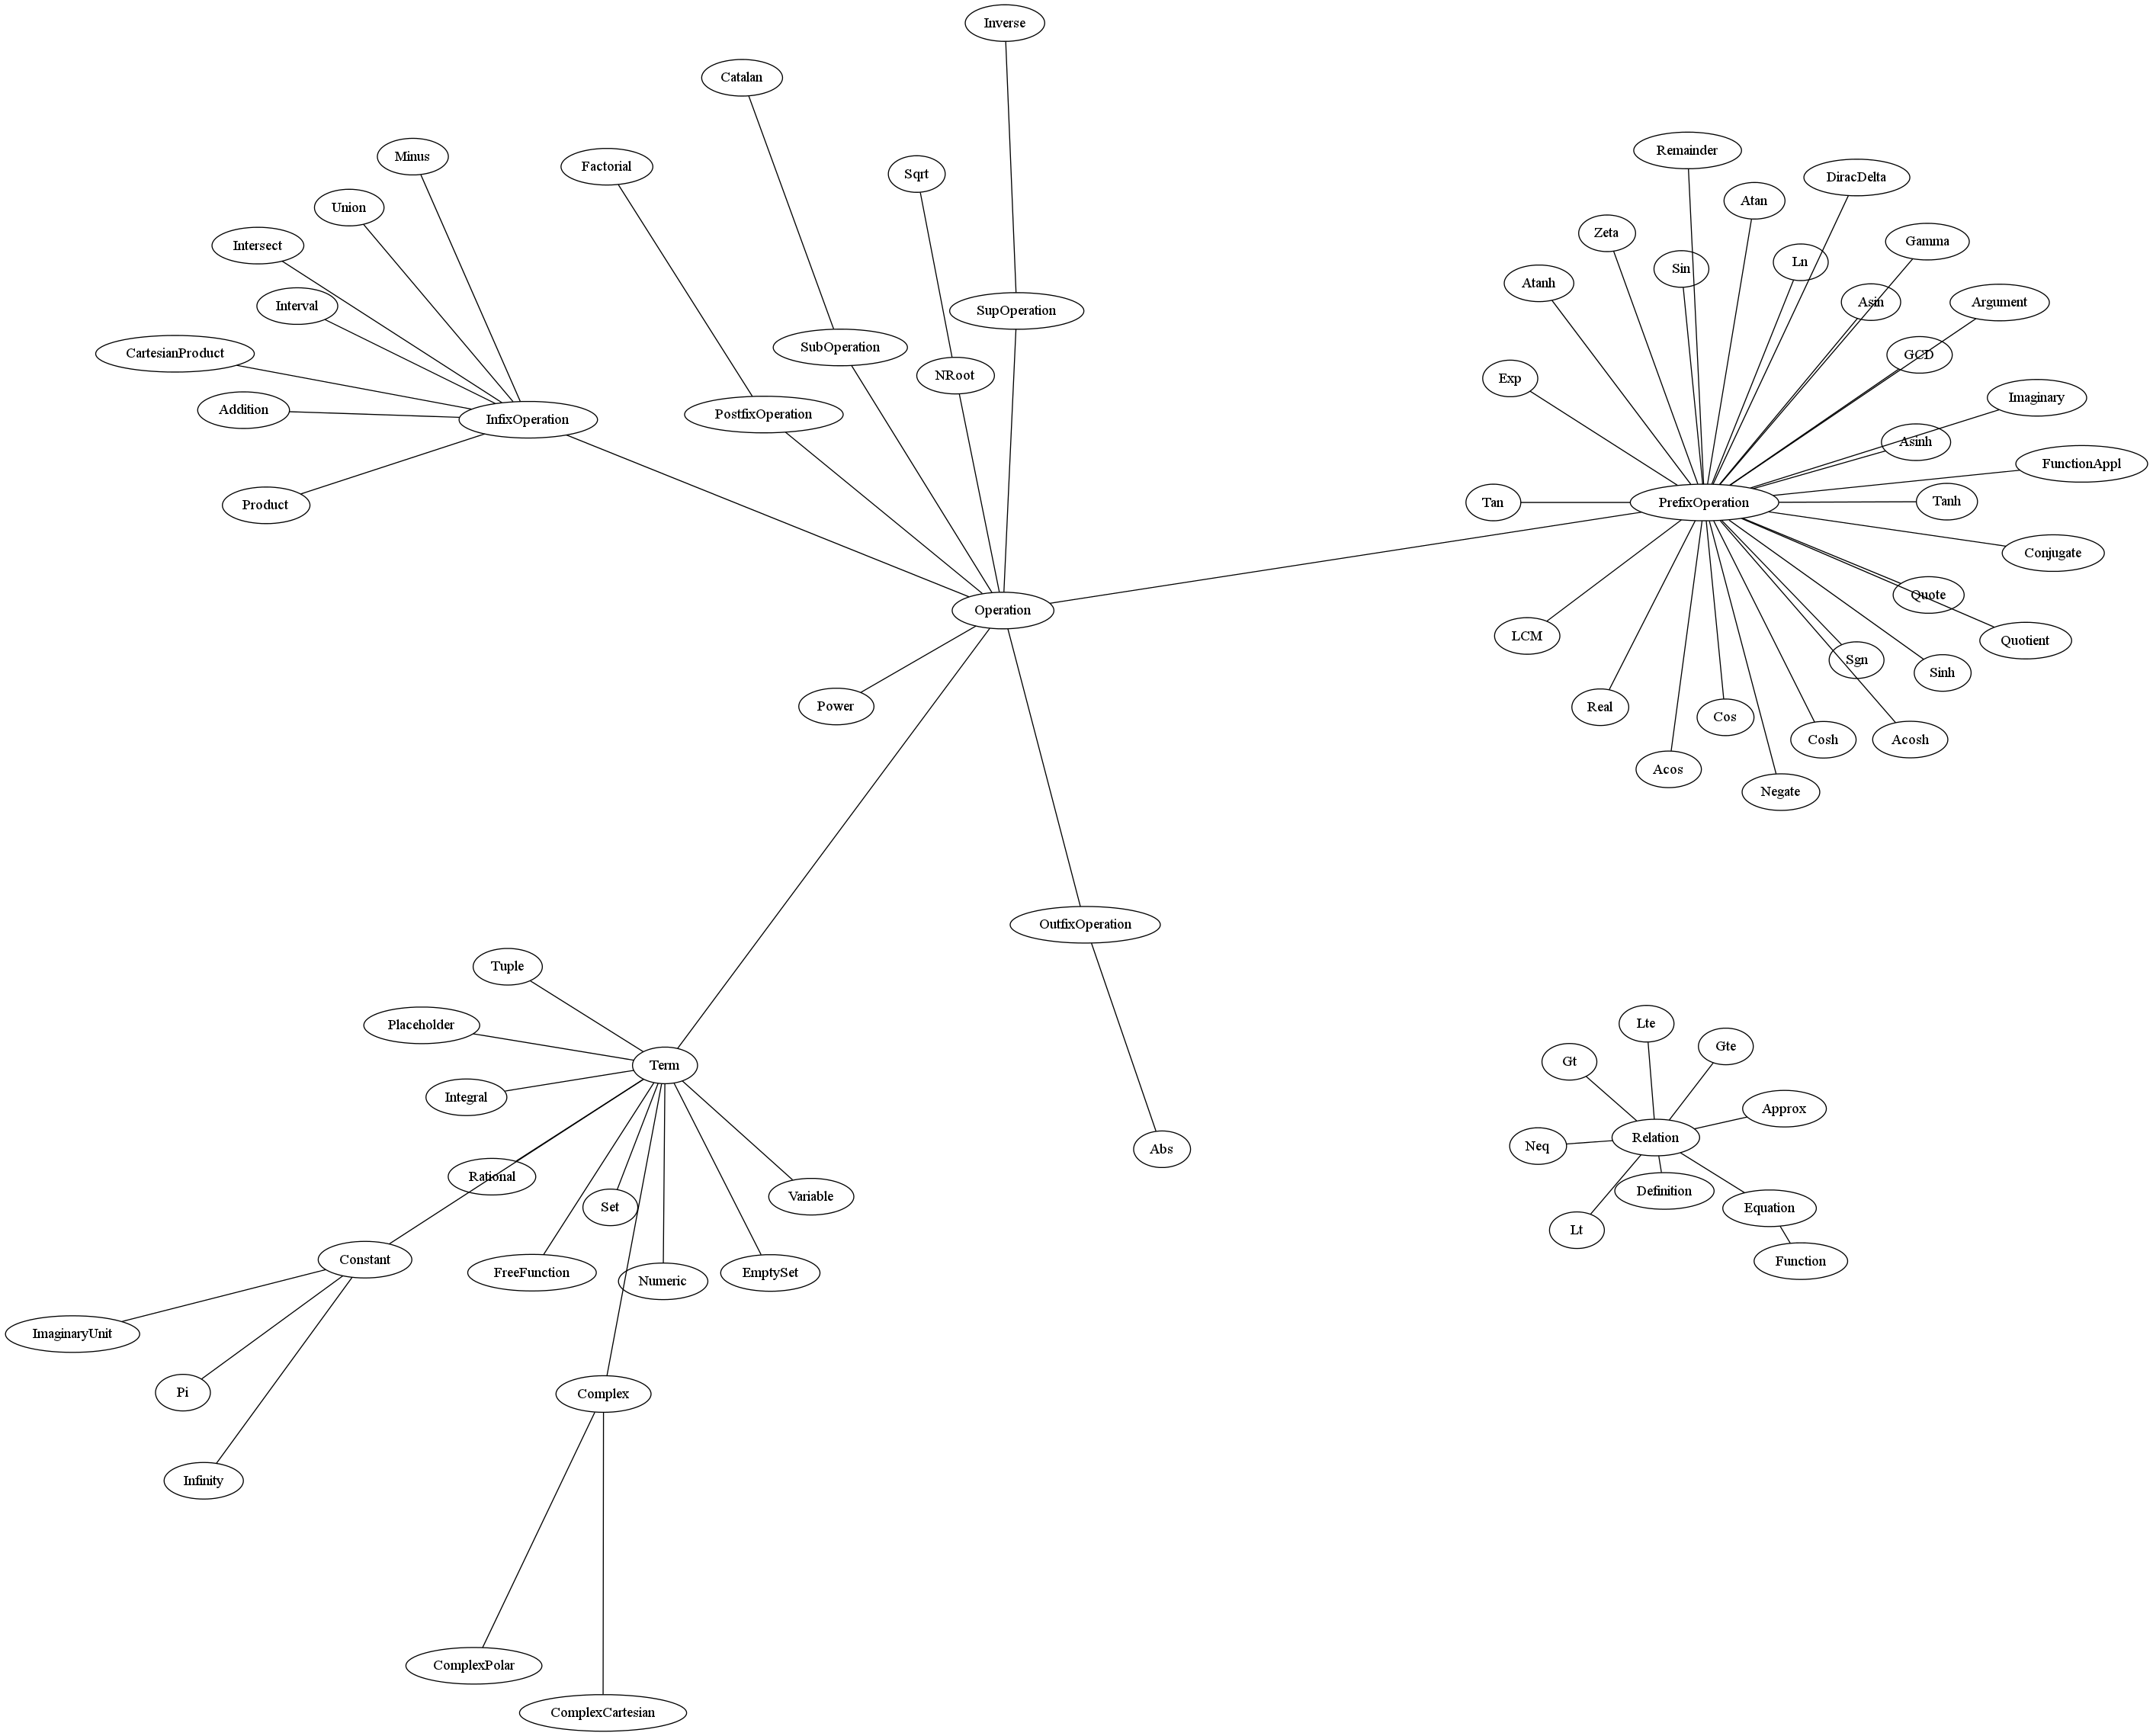 Inverse
Catalan
Minus
Factorial
Sqrt
Remainder
DiracDelta
Union
Atan
Zeta
Gamma
Intersect
Sin
Ln
Atanh
Interval
Asin
Argument
SupOperation
SubOperation
CartesianProduct
GCD
NRoot
Exp
Imaginary
Addition
PostfixOperation
InfixOperation
Asinh
FunctionAppl
Product
Tan
PrefixOperation
Tanh
Conjugate
Quote
Operation
LCM
Quotient
Sgn
Sinh
Power
Real
Cos
Cosh
Acosh
Acos
Negate
OutfixOperation
Tuple
Placeholder
Lte
Gte
Gt
Term
Integral
Approx
Relation
Neq
Abs
Rational
Definition
Variable
Set
Equation
Lt
Constant
Function
FreeFunction
Numeric
EmptySet
ImaginaryUnit
Pi
Complex
Infinity
ComplexPolar
ComplexCartesian